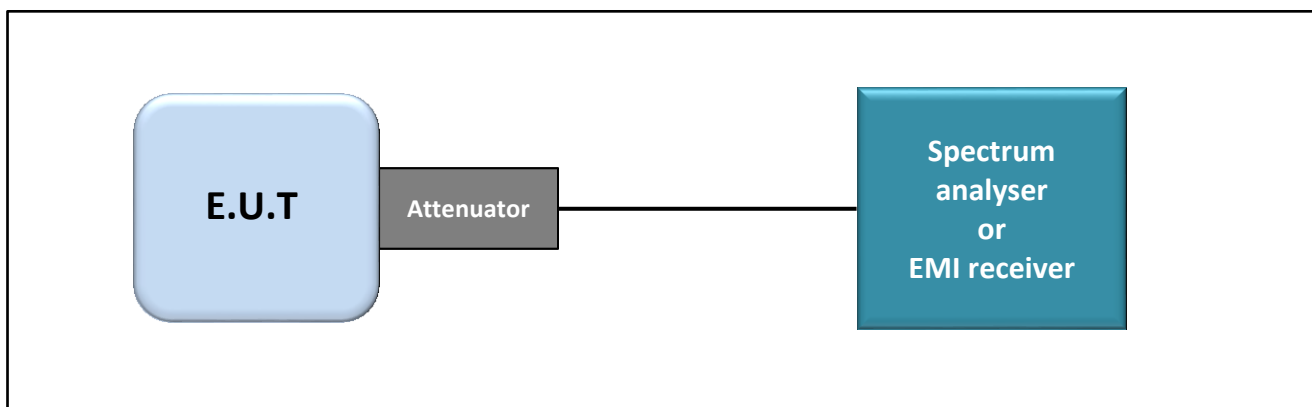 E.U.T
Attenuator
Spectrum
analyser
or
EMI receiver